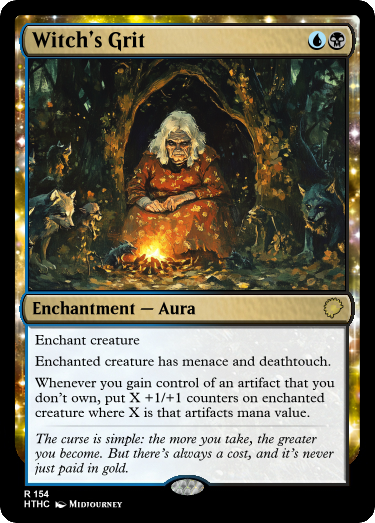 Witch's Grit
Enchantment — Aura
Enchant creature
Enchanted creature has menace and deathtouch.
Whenever you gain control of an artifact that you
don't own, put X +1/+1 counters on enchanted
creature where X is that artifacts mana value.
The curse is simple: the more you take, the greater
you become. But there's always a cost, and it's never
just paid in gold.
R 154
HTHC Midjourney